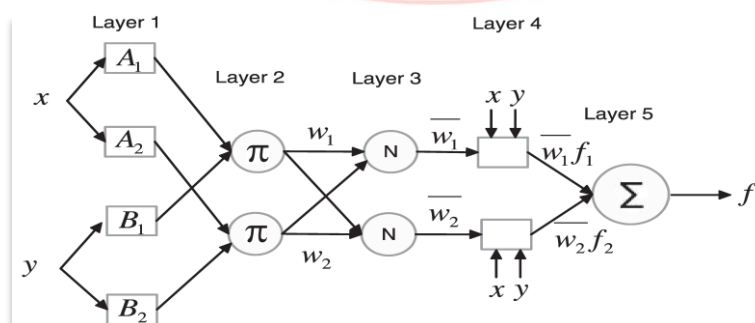 Layer 1
Layer 2
Layer 3
Layer 4
Layer 5
x
y
A₁
A₂
B₁
B₂
π
π
w₁
w₂
N
N
w̅₁
w̅₂
x y
x y
w̅₁f₁
w̅₂f₂
Σ
f